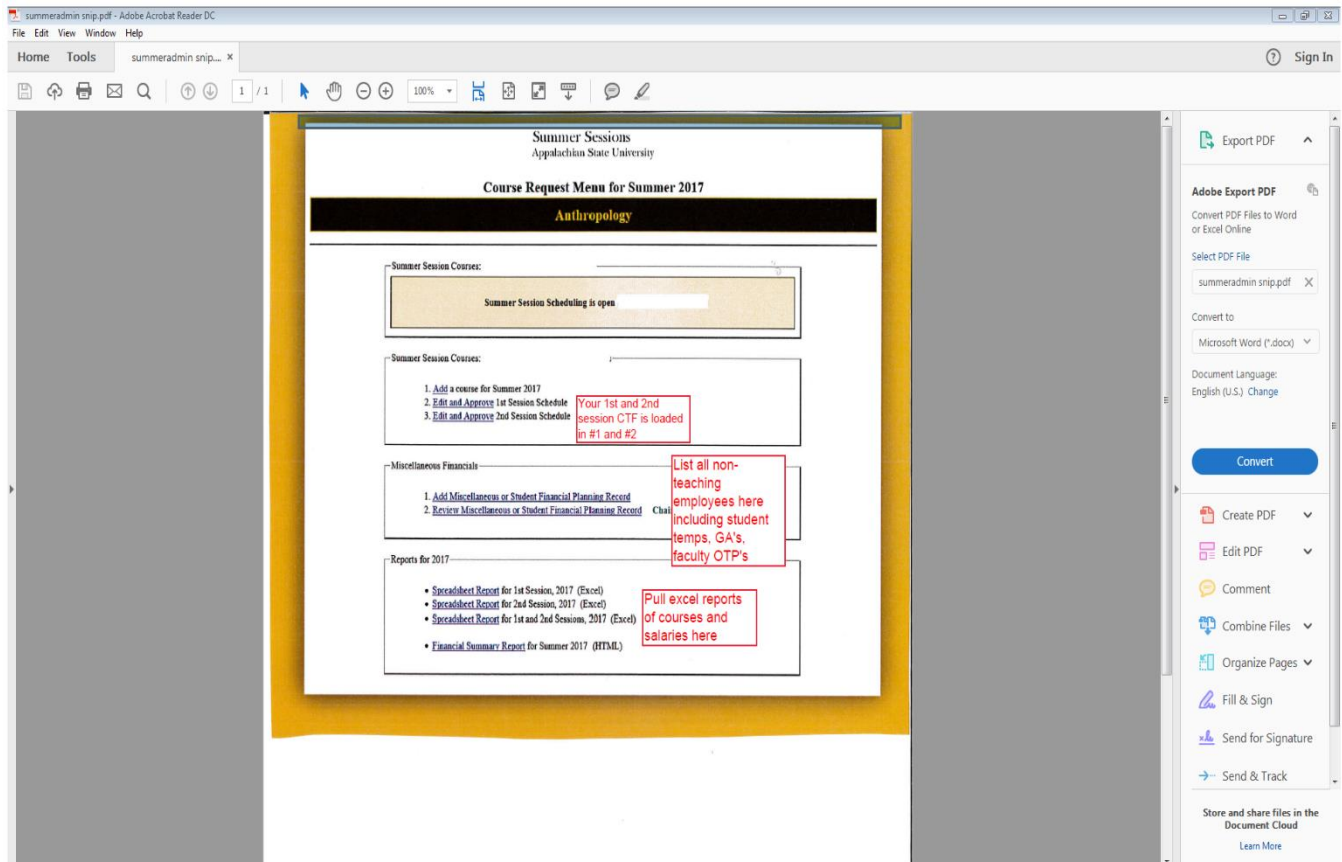 summeradmin snip.pdf - Adobe Acrobat Reader DC
File Edit View Window Help
Home Tools summeradmin snip.... x
? Sign In
1 / 1 100%
Summer Sessions
Appalachian State University
Course Request Menu for Summer 2017
Anthropology
Summer Session Courses:
Summer Session Scheduling is open
Summer Session Courses:
1. Add a course for Summer 2017
2. Edit and Approve 1st Session Schedule
3. Edit and Approve 2nd Session Schedule
Your 1st and 2nd
session CTF is loaded
in #1 and #2
Miscellaneous Financials
1. Add Miscellaneous or Student Financial Planning Record
2. Review Miscellaneous or Student Financial Planning Record Chai
List all non-
teaching
employees here
including student
temps, GA's,
faculty OTP's
Reports for 2017
• Spreadsheet Report for 1st Session, 2017 (Excel)
• Spreadsheet Report for 2nd Session, 2017 (Excel)
• Spreadsheet Report for 1st and 2nd Sessions, 2017 (Excel)
• Financial Summary Report for Summer 2017 (HTML)
Pull excel reports
of courses and
salaries here
Export PDF
Adobe Export PDF
Convert PDF Files to Word
or Excel Online
Select PDF File
summeradmin snip.pdf X
Convert to
Microsoft Word (*.docx)
Document Language:
English (U.S.) Change
Convert
Create PDF
Edit PDF
Comment
Combine Files
Organize Pages
Fill & Sign
Send for Signature
Send & Track
Store and share files in the
Document Cloud
Learn More